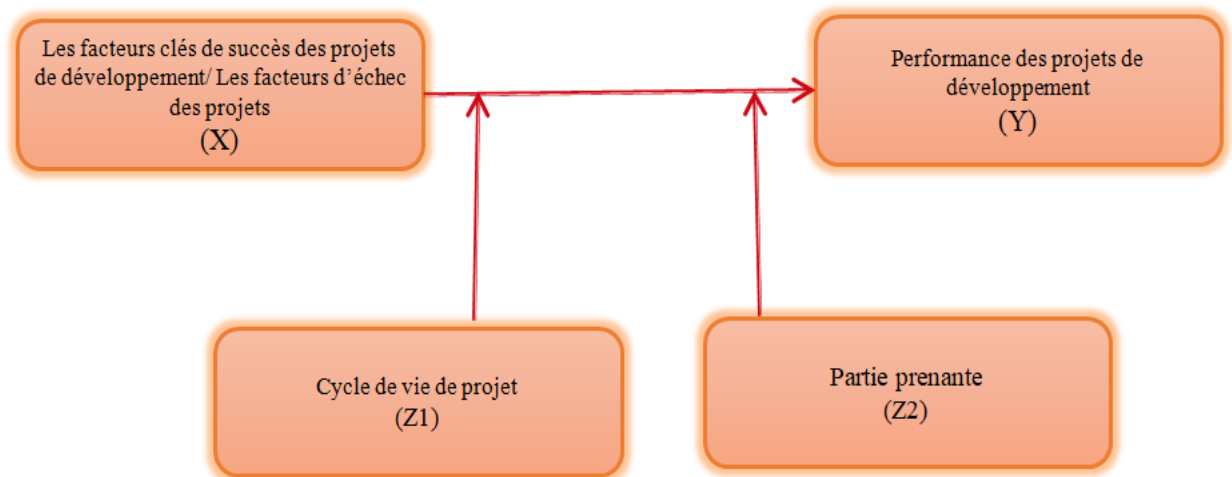 Les facteurs clés de succès des projets
de développement/ Les facteurs d’échec
des projets
(X)
Performance des projets de
développement
(Y)
Cycle de vie de projet
(Z1)
Partie prenante
(Z2)